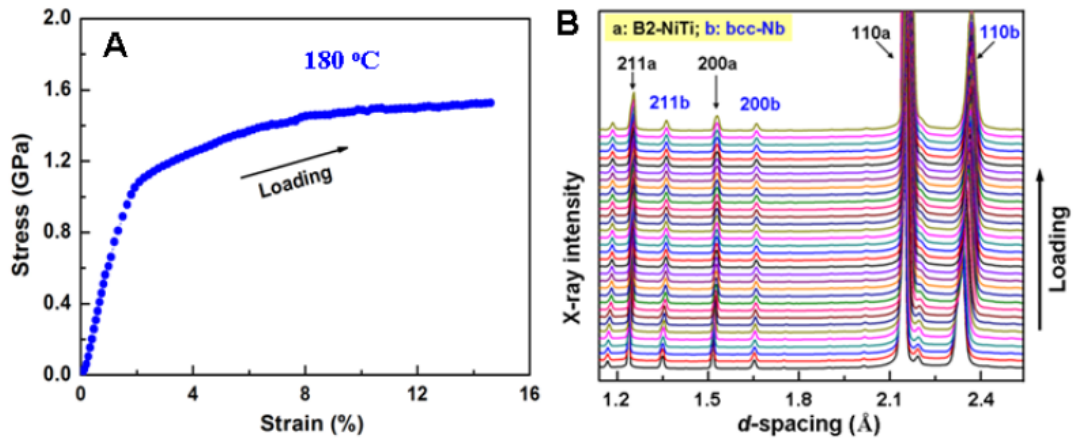 A
180 °C
Loading
2.0
1.6
1.2
0.8
0.4
0.0
Stress (GPa)
0 4 8 12 16
Strain (%)
B
a: B2-NiTi; b: bcc-Nb
110a
110b
211a
200a
211b
200b
X-ray intensity
Loading
1.2 1.5 1.8 2.1 2.4
d-spacing (Å)